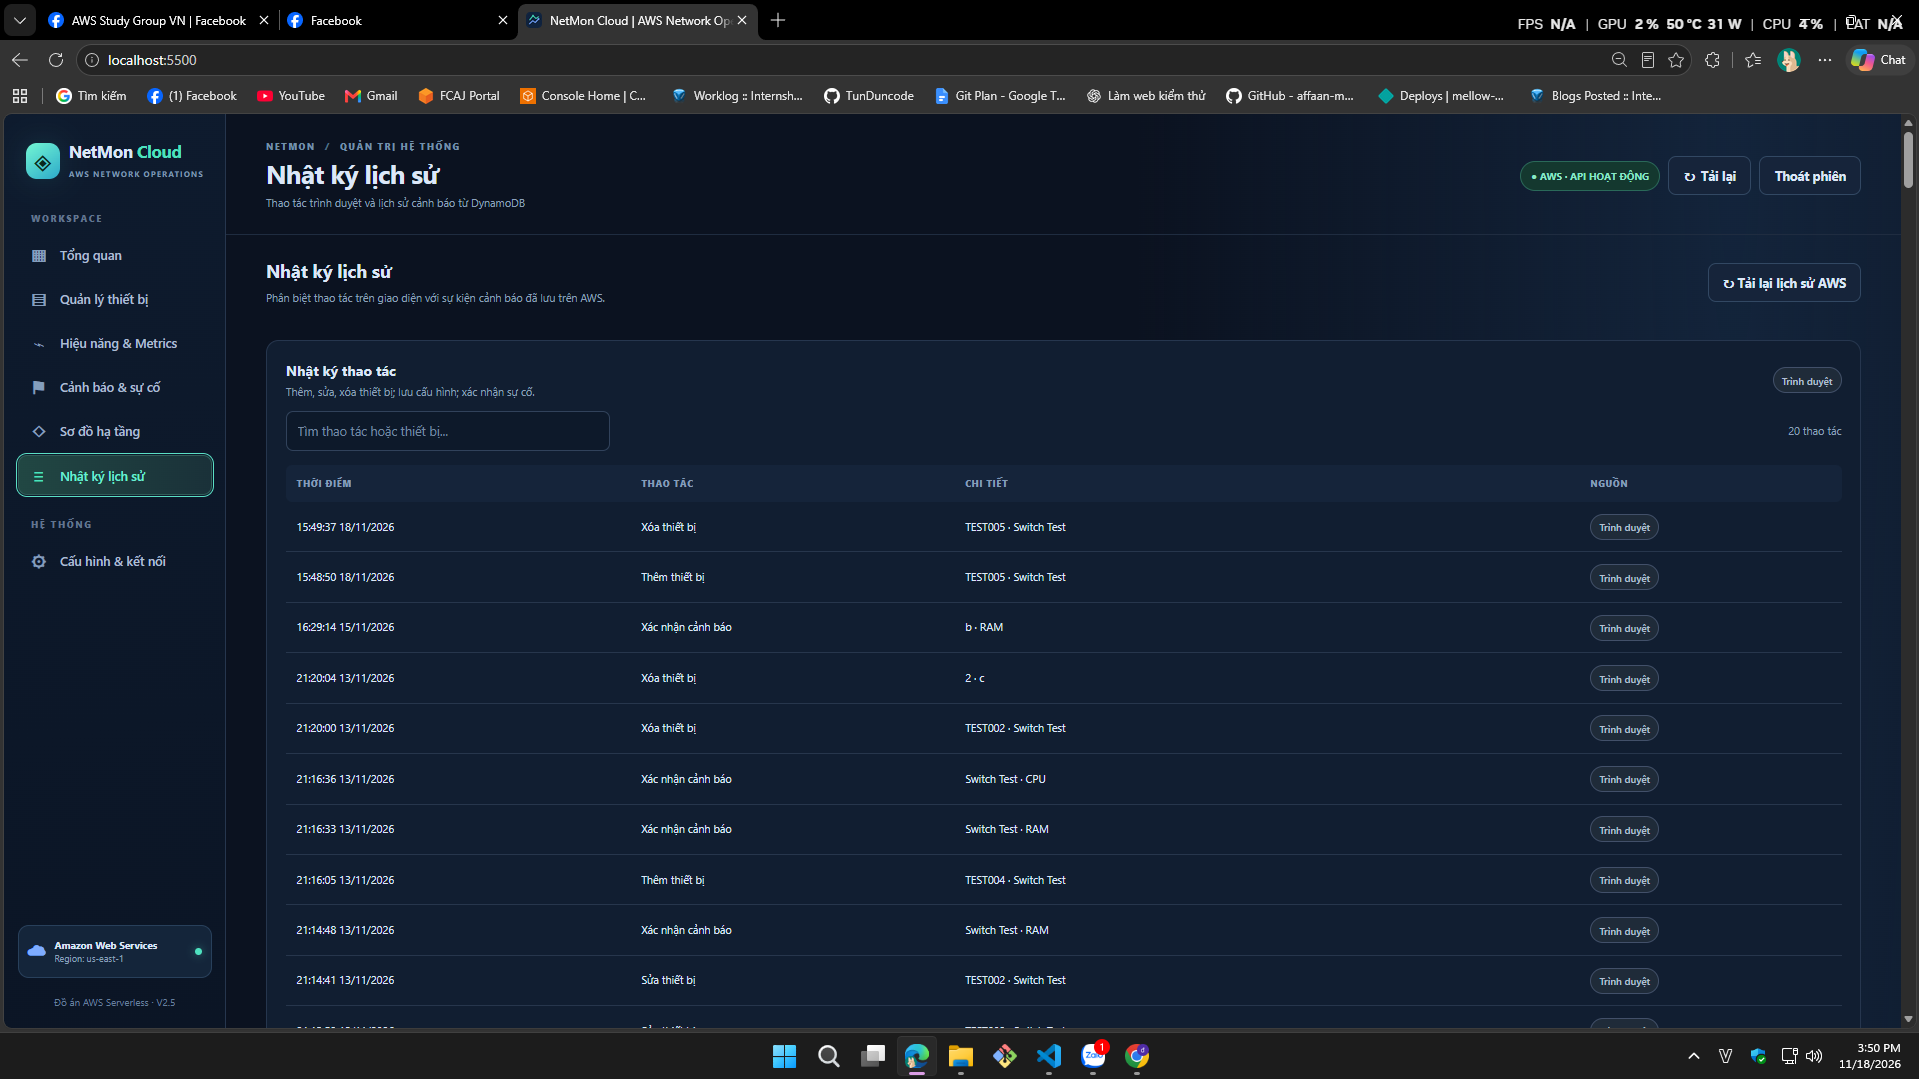 AWS Study Group VN | Facebook
Facebook
NetMon Cloud | AWS Network Op
FPS N/A | GPU 2 % 50 °C 31 W | CPU 4 % | LAT N/A
localhost:5500
Chat
Tìm kiếm
(1) Facebook
YouTube
Gmail
FCAJ Portal
Console Home | C...
Worklog :: Internsh...
TunDuncode
Git Plan - Google T...
Làm web kiểm thử
GitHub - affaan-m...
Deploys | mellow-...
Blogs Posted :: Inte...
NetMon Cloud
AWS NETWORK OPERATIONS
WORKSPACE
Tổng quan
Quản lý thiết bị
Hiệu năng & Metrics
Cảnh báo & sự cố
Sơ đồ hạ tầng
Nhật ký lịch sử
HỆ THỐNG
Cấu hình & kết nối
Amazon Web Services
Region: us-east-1
Đồ án AWS Serverless · V2.5
NETMON / QUẢN TRỊ HỆ THỐNG
Nhật ký lịch sử
Thao tác trình duyệt và lịch sử cảnh báo từ DynamoDB
• AWS · API HOẠT ĐỘNG
↻ Tải lại
Thoát phiên
Nhật ký lịch sử
Phân biệt thao tác trên giao diện với sự kiện cảnh báo đã lưu trên AWS.
↻ Tải lại lịch sử AWS
Nhật ký thao tác
Thêm, sửa, xóa thiết bị; lưu cấu hình; xác nhận sự cố.
Trình duyệt
Tìm thao tác hoặc thiết bị...
20 thao tác
THỜI ĐIỂM THAO TÁC CHI TIẾT NGUỒN
15:49:37 18/11/2026 Xóa thiết bị TEST005 · Switch Test Trình duyệt
15:48:50 18/11/2026 Thêm thiết bị TEST005 · Switch Test Trình duyệt
16:29:14 15/11/2026 Xác nhận cảnh báo b · RAM Trình duyệt
21:20:04 13/11/2026 Xóa thiết bị 2 · c Trình duyệt
21:20:00 13/11/2026 Xóa thiết bị TEST002 · Switch Test Trình duyệt
21:16:36 13/11/2026 Xác nhận cảnh báo Switch Test · CPU Trình duyệt
21:16:33 13/11/2026 Xác nhận cảnh báo Switch Test · RAM Trình duyệt
21:16:05 13/11/2026 Thêm thiết bị TEST004 · Switch Test Trình duyệt
21:14:48 13/11/2026 Xác nhận cảnh báo Switch Test · RAM Trình duyệt
21:14:41 13/11/2026 Sửa thiết bị TEST002 · Switch Test Trình duyệt
Zalo
1
3:50 PM
11/18/2026